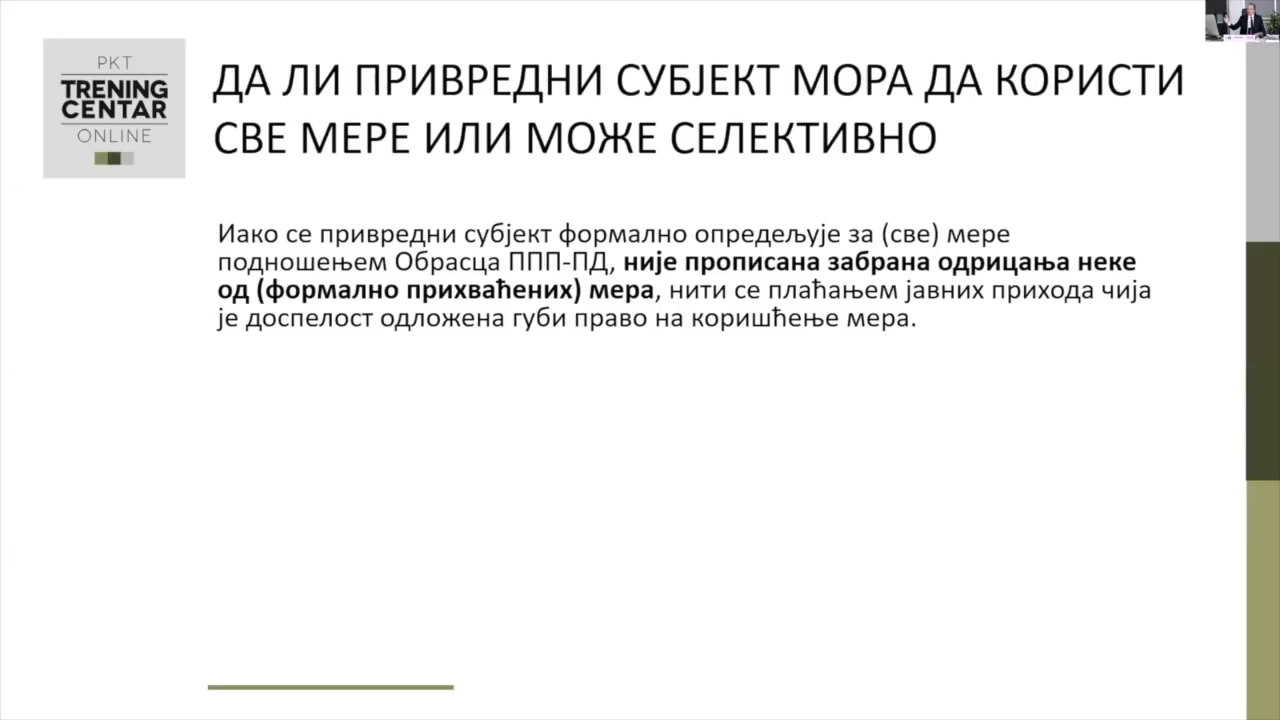 PKT
TRENING
CENTAR
ONLINE
ДА ЛИ ПРИВРЕДНИ СУБЈЕКТ МОРА ДА КОРИСТИ
СВЕ МЕРЕ ИЛИ МОЖЕ СЕЛЕКТИВНО
Иако се привредни субјект формално опредељује за (све) мере
подношењем Обрасца ППП-ПД, није прописана забрана одрицања неке
од (формално прихваћених) мера, нити се плаћањем јавних прихода чија
је доспелост одложена губи право на коришћење мера.